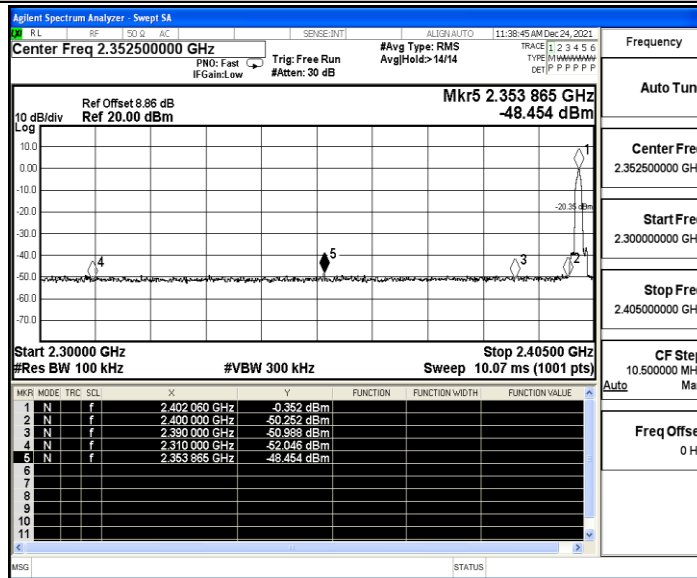 Agilent Spectrum Analyzer - Swept SA
RL RF 50 Ω AC SENSE:INT ALIGN AUTO 11:38:45 AM Dec 24, 2021
Center Freq 2.352500000 GHz
PNO: Fast
IFGain:Low
Trig: Free Run
#Atten: 30 dB
#Avg Type: RMS
Avg|Hold:>14/14
TRACE 1 2 3 4 5 6
TYPE
DET P P P P P P
Frequency
Auto Tun
Center Fre
2.352500000 GH
Start Fre
2.300000000 GH
Stop Fre
2.405000000 GH
CF Step
10.500000 MH
Auto Ma
Freq Offse
0 H
Ref Offset 8.86 dB
10 dB/div Ref 20.00 dBm
Log
Mkr5 2.353 865 GHz
-48.454 dBm
10.0
0.00
-10.0
-20.0
-30.0
-40.0
-50.0
-60.0
-70.0
1
-20.35 dBm
4
5
3
2
Start 2.30000 GHz Stop 2.40500 GHz
#Res BW 100 kHz #VBW 300 kHz Sweep 10.07 ms (1001 pts)
MKR MODE TRC SCL X Y FUNCTION FUNCTION WIDTH FUNCTION VALUE
1 N f 2.402 060 GHz -0.352 dBm
2 N f 2.400 000 GHz -50.252 dBm
3 N f 2.390 000 GHz -50.988 dBm
4 N f 2.310 000 GHz -52.046 dBm
5 N f 2.353 865 GHz -48.454 dBm
6
7
8
9
10
11
MSG STATUS